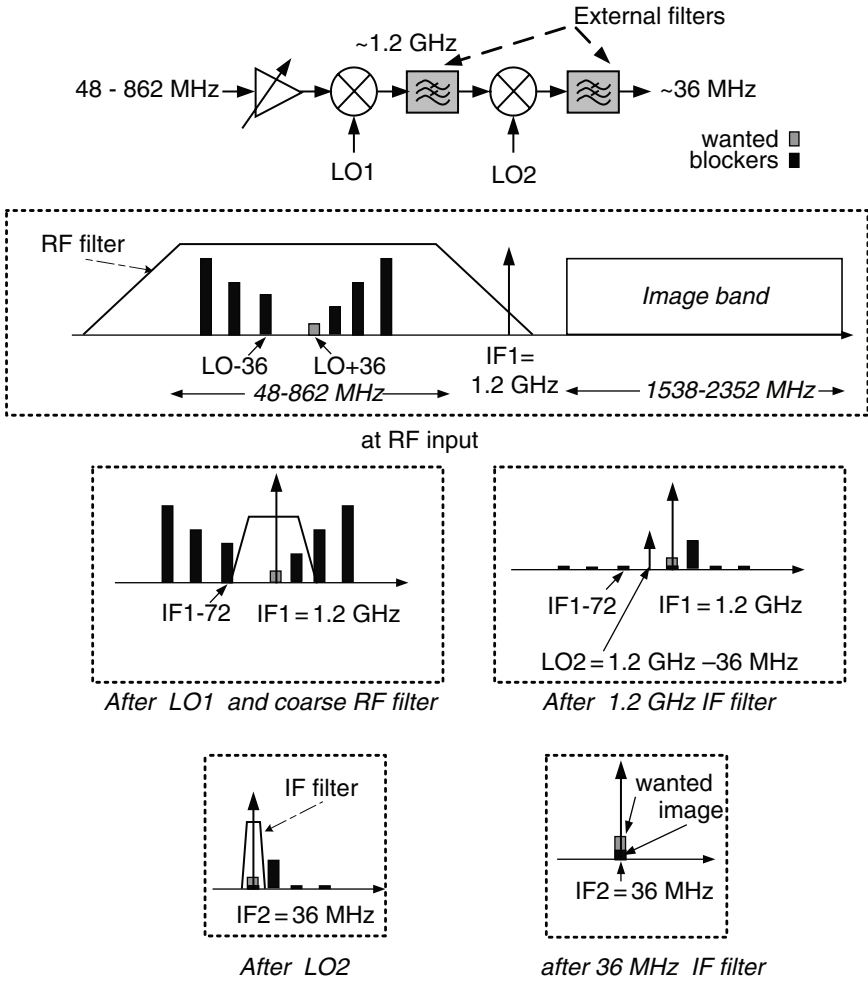 External filters
~1.2 GHz
48 - 862 MHz
~36 MHz
LO1
LO2
wanted
blockers
RF filter
Image band
LO-36
LO+36
IF1=
1.2 GHz
48-862 MHz
1538-2352 MHz
at RF input
IF1-72
IF1 = 1.2 GHz
After LO1 and coarse RF filter
IF1-72
IF1 = 1.2 GHz
LO2 = 1.2 GHz –36 MHz
After 1.2 GHz IF filter
IF filter
IF2 = 36 MHz
After LO2
wanted
image
IF2 = 36 MHz
after 36 MHz IF filter